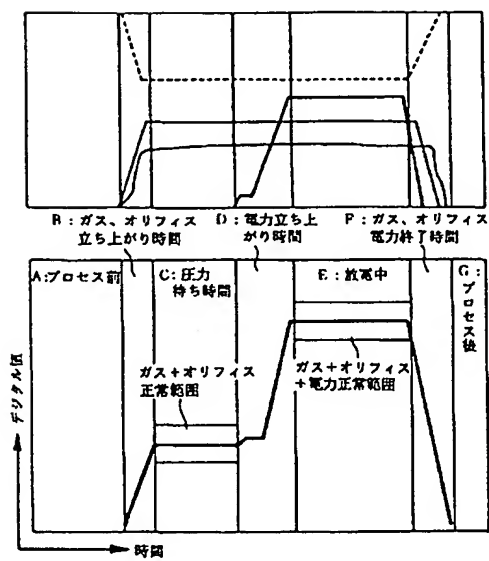 B：ガス、オリフィス
立ち上がり時間
D：電力立ち上
がり時間
F：ガス、オリフィス
電力終了時間
A:プロセス前
C：圧力
待ち時間
E：放電中
G：プロセス後
ガス+オリフィス
正常範囲
ガス+オリフィス
+電力正常範囲
デジタル値
時間